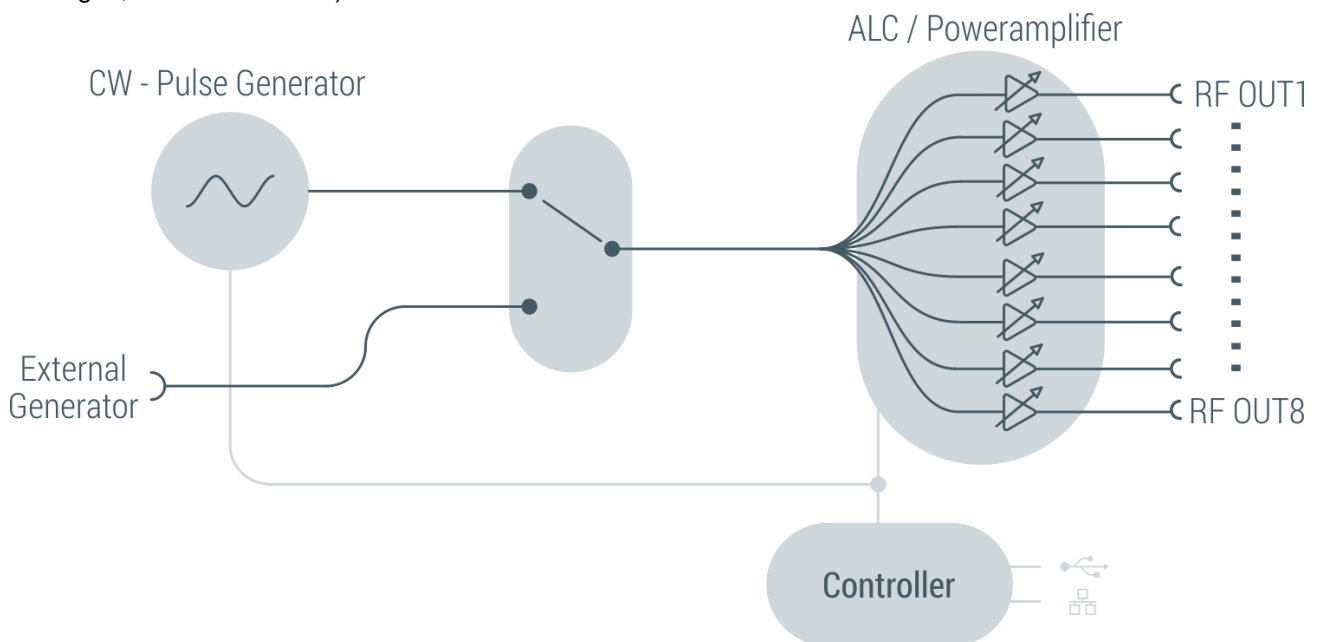 ALC / Poweramplifier
CW - Pulse Generator
RF OUT1
External
Generator
RF OUT8
Controller